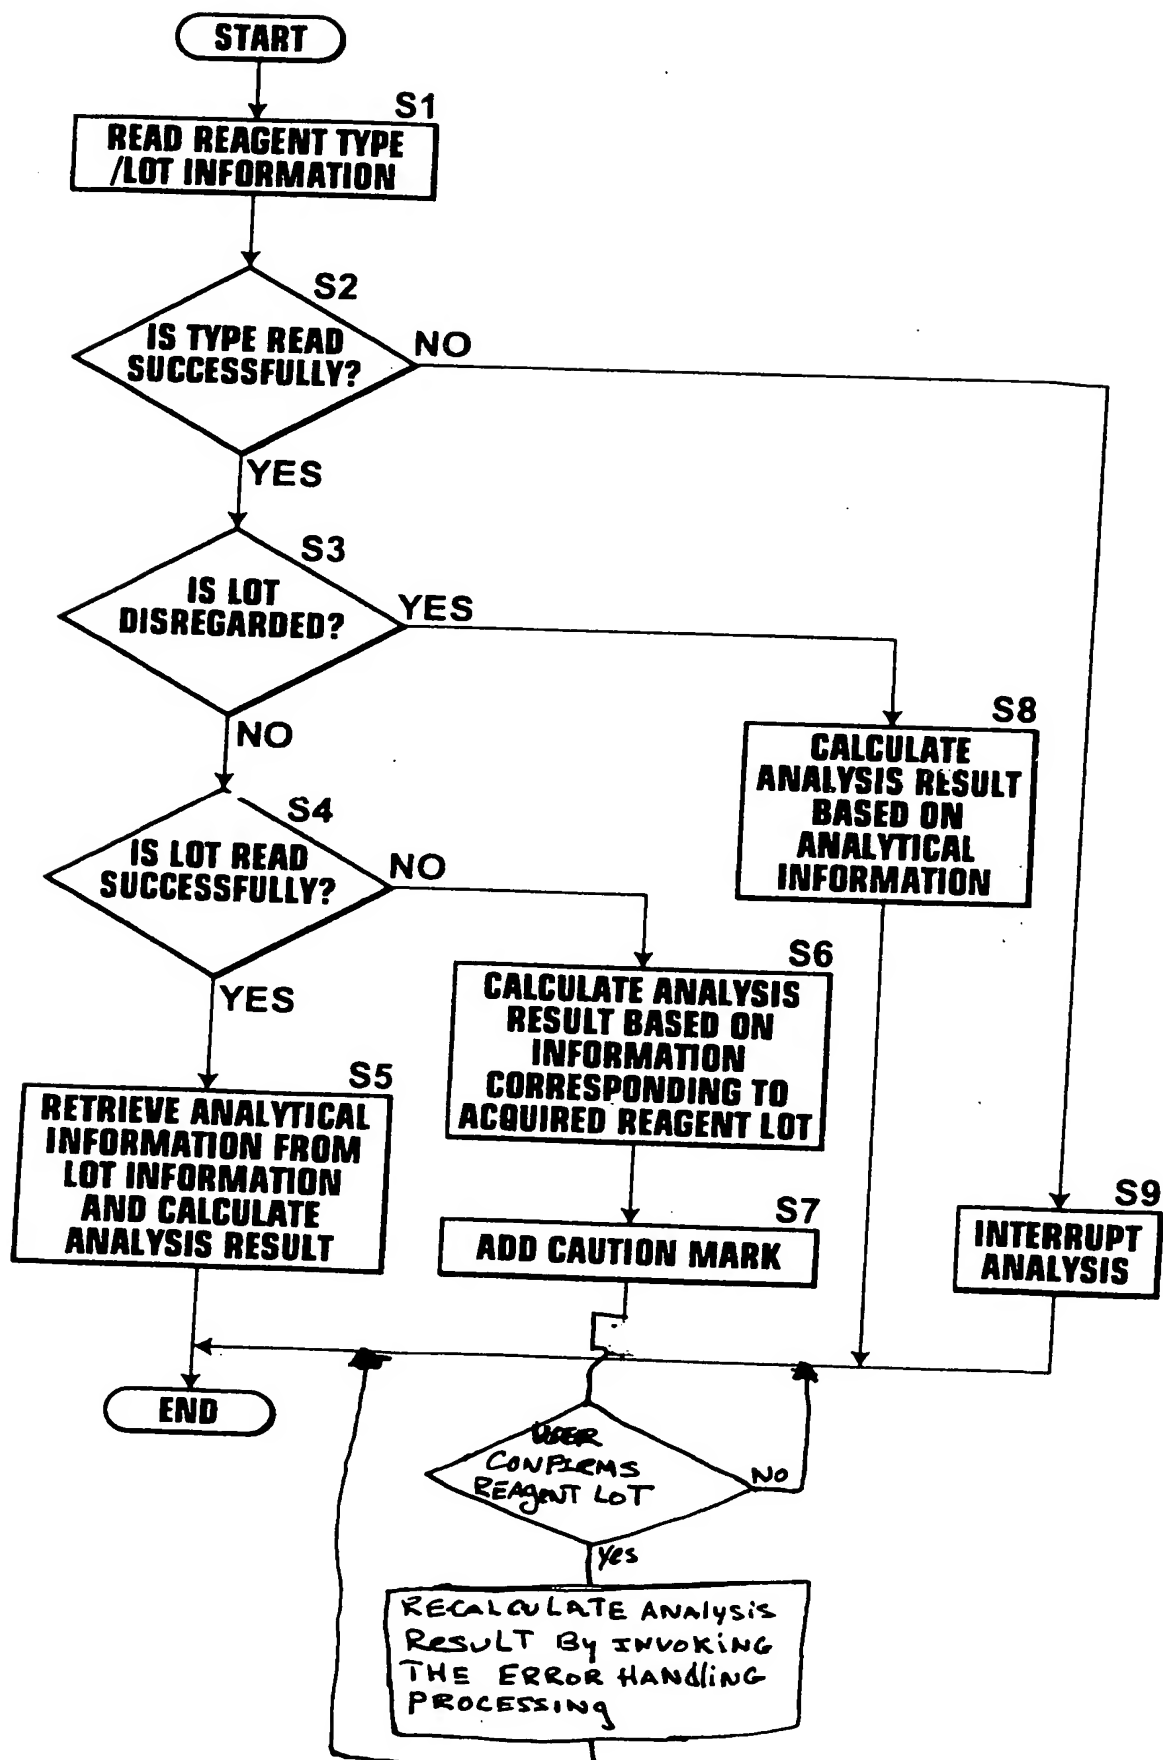 START
S1
READ REAGENT TYPE
/LOT INFORMATION
S2
IS TYPE READ
SUCCESSFULLY?
NO
YES
S3
IS LOT
DISREGARDED?
YES
NO
S8
CALCULATE
ANALYSIS RESULT
BASED ON
ANALYTICAL
INFORMATION
S4
IS LOT READ
SUCCESSFULLY?
NO
YES
S6
CALCULATE ANALYSIS
RESULT BASED ON
INFORMATION
CORRESPONDING TO
ACQUIRED REAGENT LOT
S5
RETRIEVE ANALYTICAL
INFORMATION FROM
LOT INFORMATION
AND CALCULATE
ANALYSIS RESULT
S7
ADD CAUTION MARK
S9
INTERRUPT
ANALYSIS
END
USER
CONFIRMS
REAgENT LOT
No
Yes
RECALCULATE ANAlysis
ResULT By INVOKiNG
THE ERROR HANdliNG
PROCESSINg